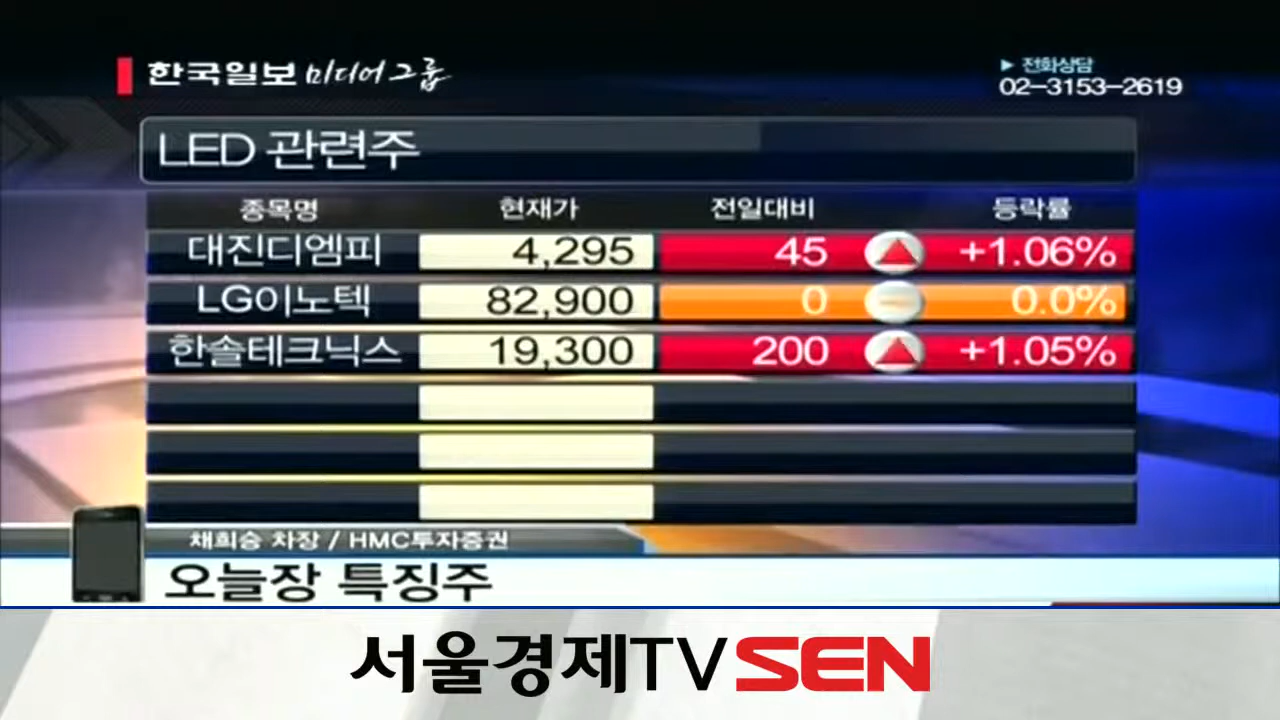 한국일보 미디어그룹
▶ 전화상담
02-3153-2619
LED 관련주
종목명 현재가 전일대비 등락률
대진디엠피 4,295 45 ▲ +1.06%
LG이노텍 82,900 0 - 0.0%
한솔테크닉스 19,300 200 ▲ +1.05%
채희승 차장 / HMC투자증권
오늘장 특징주
서울경제TV SEN